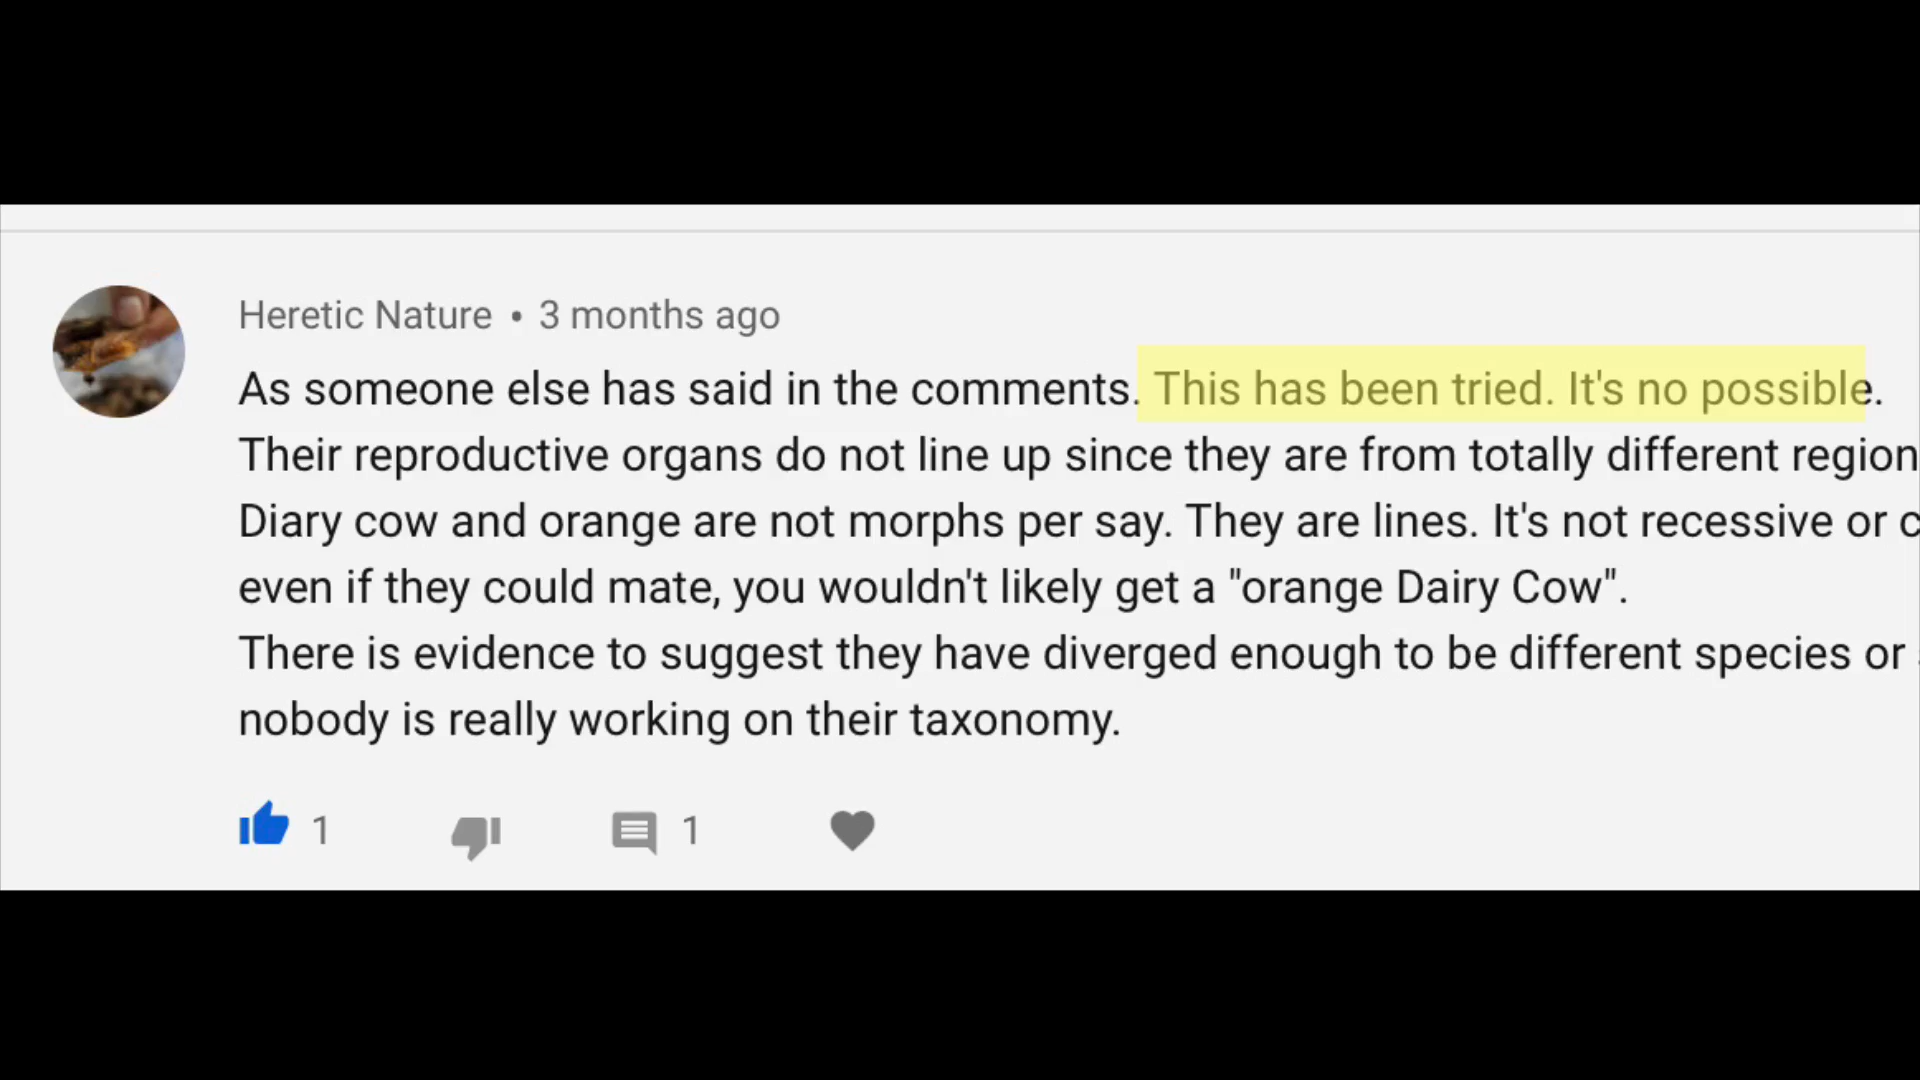 Heretic Nature • 3 months ago
As someone else has said in the comments. This has been tried. It's no possible.
Their reproductive organs do not line up since they are from totally different region
Diary cow and orange are not morphs per say. They are lines. It's not recessive or c
even if they could mate, you wouldn't likely get a "orange Dairy Cow".
There is evidence to suggest they have diverged enough to be different species or
nobody is really working on their taxonomy.
1
1